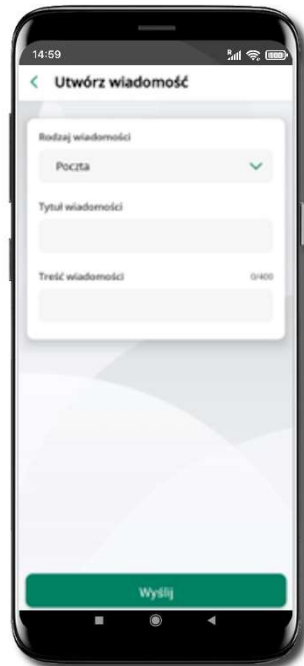 14:59
Utwórz wiadomość
Rodzaj wiadomości
Poczta
Tytuł wiadomości
Treść wiadomości 0/400
Wyślij